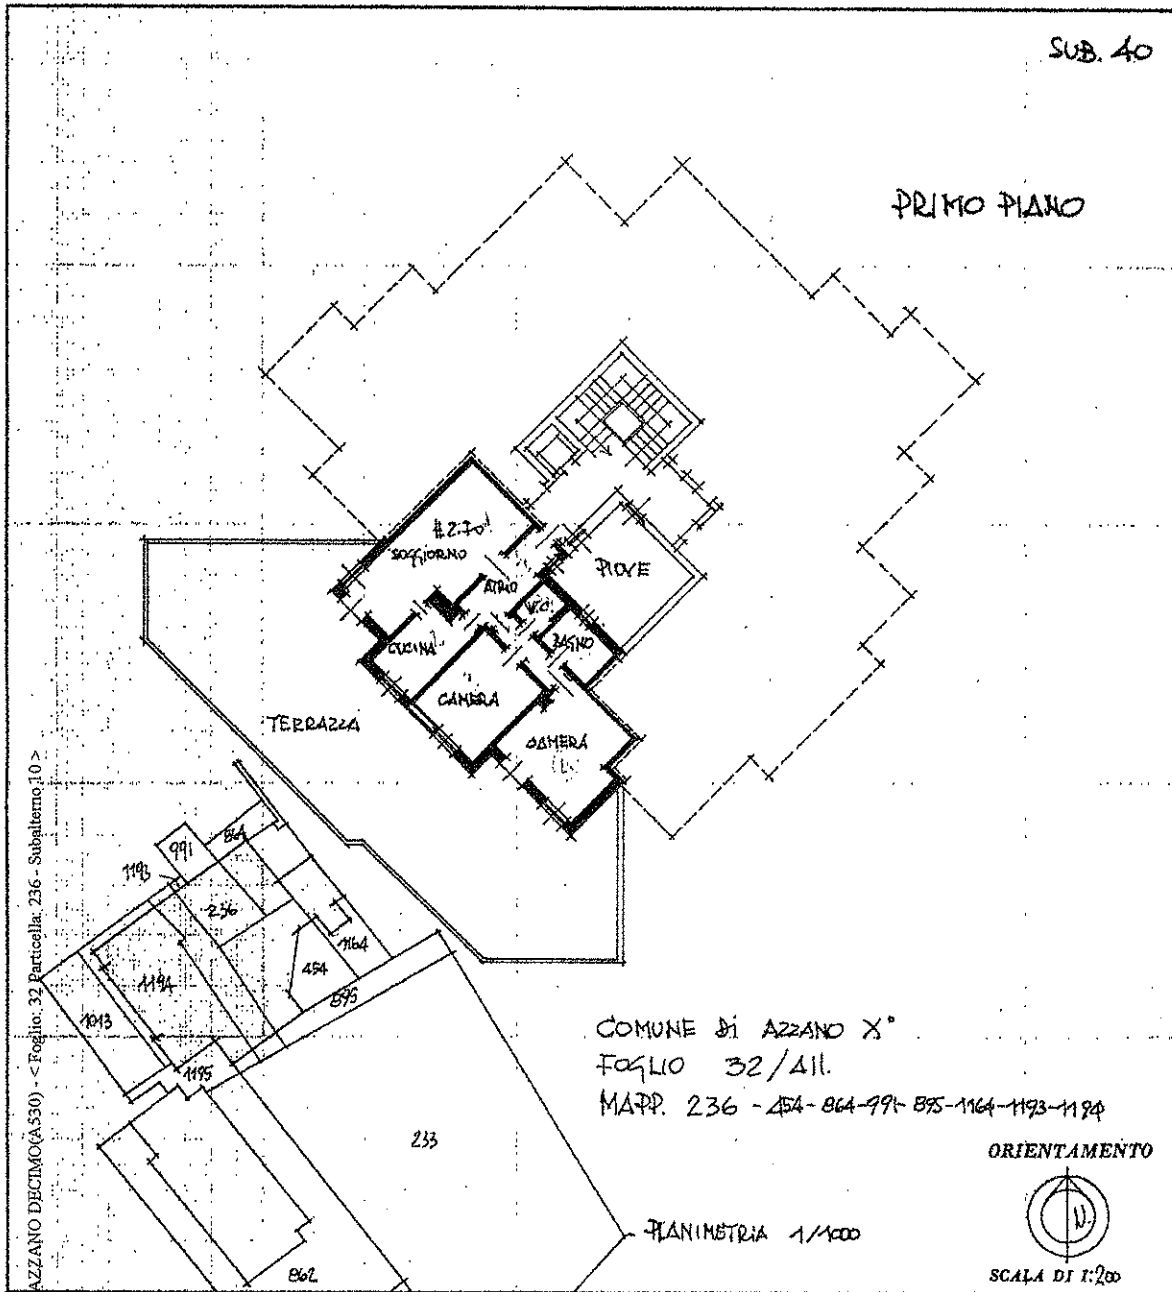 SUB. 40
PRIMO PIANO
H 2.70
SOGGIORNO
ATRIO
W.C.
PIOVE
BAGNO
CUCINA
CAMERA
CAMERA
TERRAZZA
AZZANO DECIMO(A530) - < Foglio: 32 Particella: 236 - Subalterno 10 >
864
991
1193
236
1164
454
895
1194
1013
1195
233
862
COMUNE Di AZZANO X°
FOGLIO 32/All.
MAPP. 236 - 454 - 864 - 991 - 895 - 1164 - 1193 - 1194
ORIENTAMENTO
N.
SCALA DI 1:200
PLANIMETRIA 1/1000